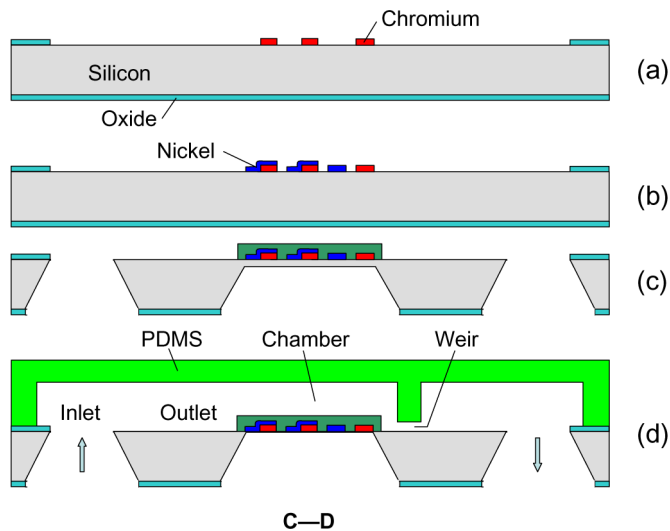 Chromium
Silicon
(a)
Oxide
Nickel
(b)
(c)
PDMS
Chamber
Weir
Inlet
Outlet
(d)
C—D